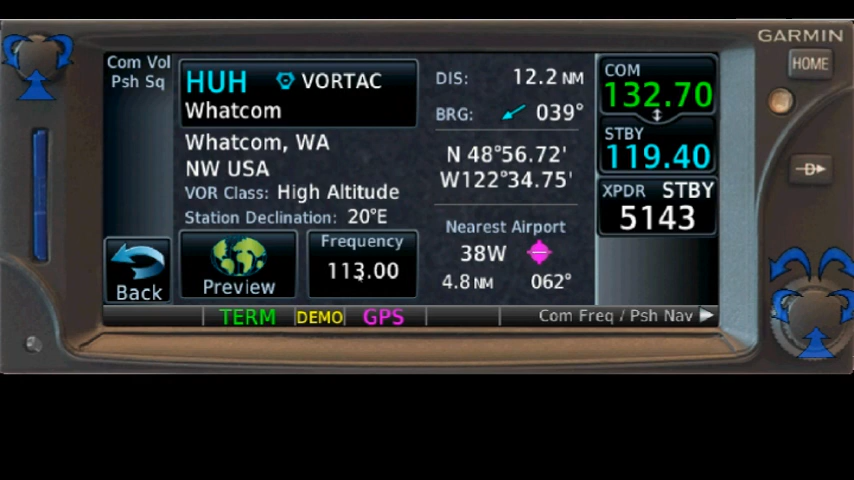 GARMIN
Com Vol
Psh Sq
HUH VORTAC
Whatcom
Whatcom, WA
NW USA
VOR Class: High Altitude
Station Declination: 20°E
Back
Preview
Frequency
113.00
DIS: 12.2 NM
BRG: 039°
N 48°56.72'
W122°34.75'
Nearest Airport
38W
4.8 NM 062°
COM
132.70
STBY
119.40
XPDR STBY
5143
HOME
D
TERM DEMO GPS
Com Freq / Psh Nav